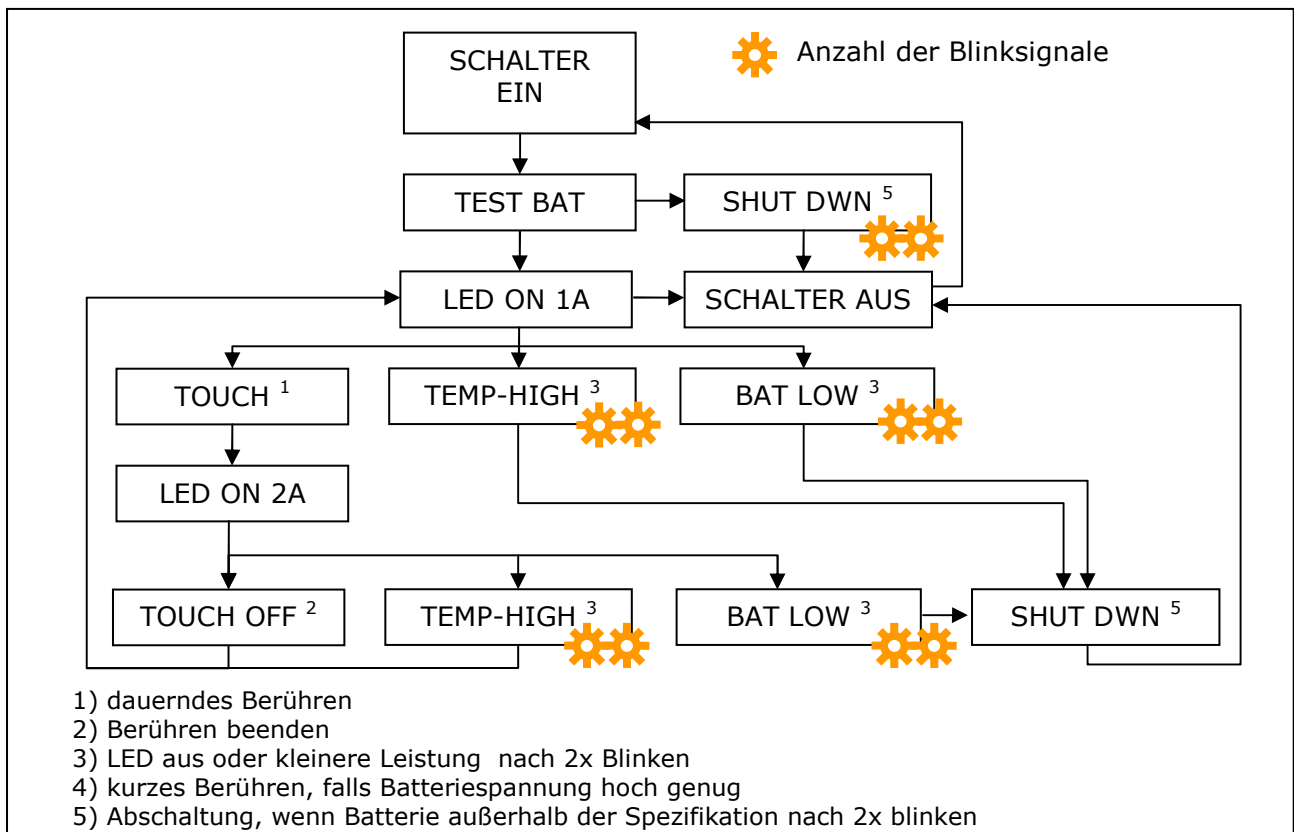 SCHALTER
EIN
Anzahl der Blinksignale
TEST BAT
SHUT DWN 5
LED ON 1A
SCHALTER AUS
TOUCH 1
TEMP-HIGH 3
BAT LOW 3
LED ON 2A
TOUCH OFF 2
TEMP-HIGH 3
BAT LOW 3
SHUT DWN 5
1) dauerndes Berühren
2) Berühren beenden
3) LED aus oder kleinere Leistung nach 2x Blinken
4) kurzes Berühren, falls Batteriespannung hoch genug
5) Abschaltung, wenn Batterie außerhalb der Spezifikation nach 2x blinken